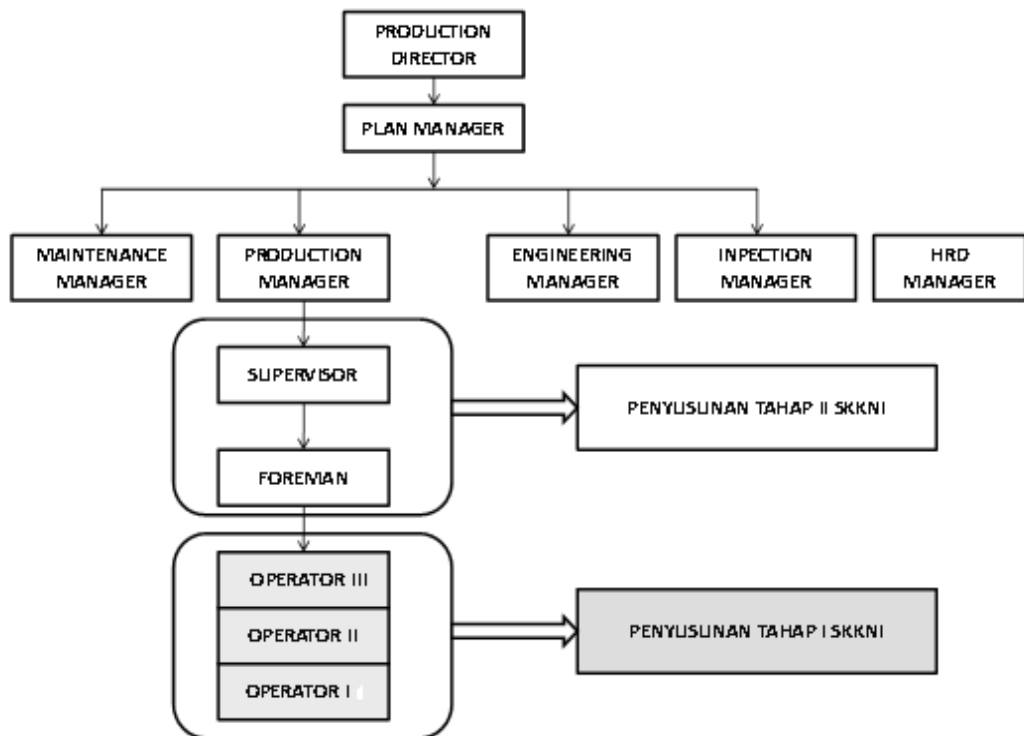 PRODUCTION
DIRECTOR
PLAN MANAGER
MAINTENANCE
MANAGER
PRODUCTION
MANAGER
ENGINEERING
MANAGER
INPECTION
MANAGER
HRD
MANAGER
SUPERVISOR
PENYUSUNAN TAHAP II SKKNI
FOREMAN
OPERATOR III
OPERATOR II
PENYUSUNAN TAHAP I SKKNI
OPERATOR I